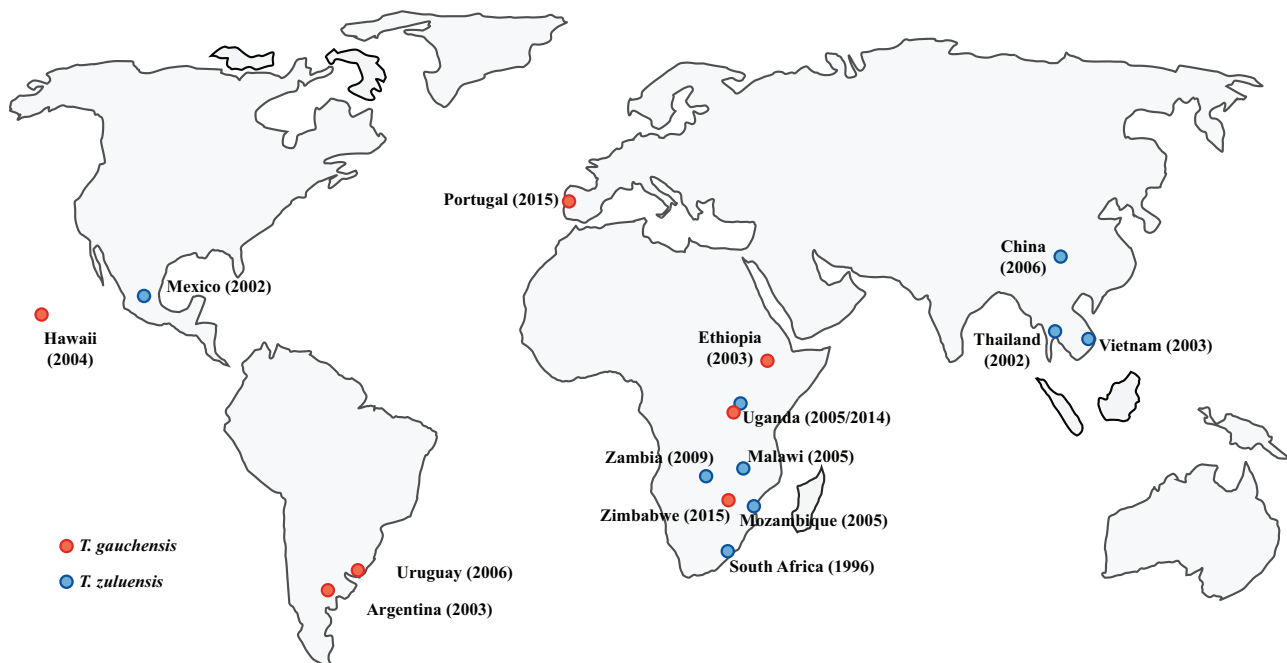 Portugal (2015)
China
(2006)
Mexico (2002)
Hawaii
(2004)
Ethiopia
(2003)
Thailand
(2002)
Vietnam (2003)
Uganda (2005/2014)
Zambia (2009)
Malawi (2005)
Zimbabwe (2015)
Mozambique (2005)
South Africa (1996)
T. gauchensis
T. zuluensis
Uruguay (2006)
Argentina (2003)